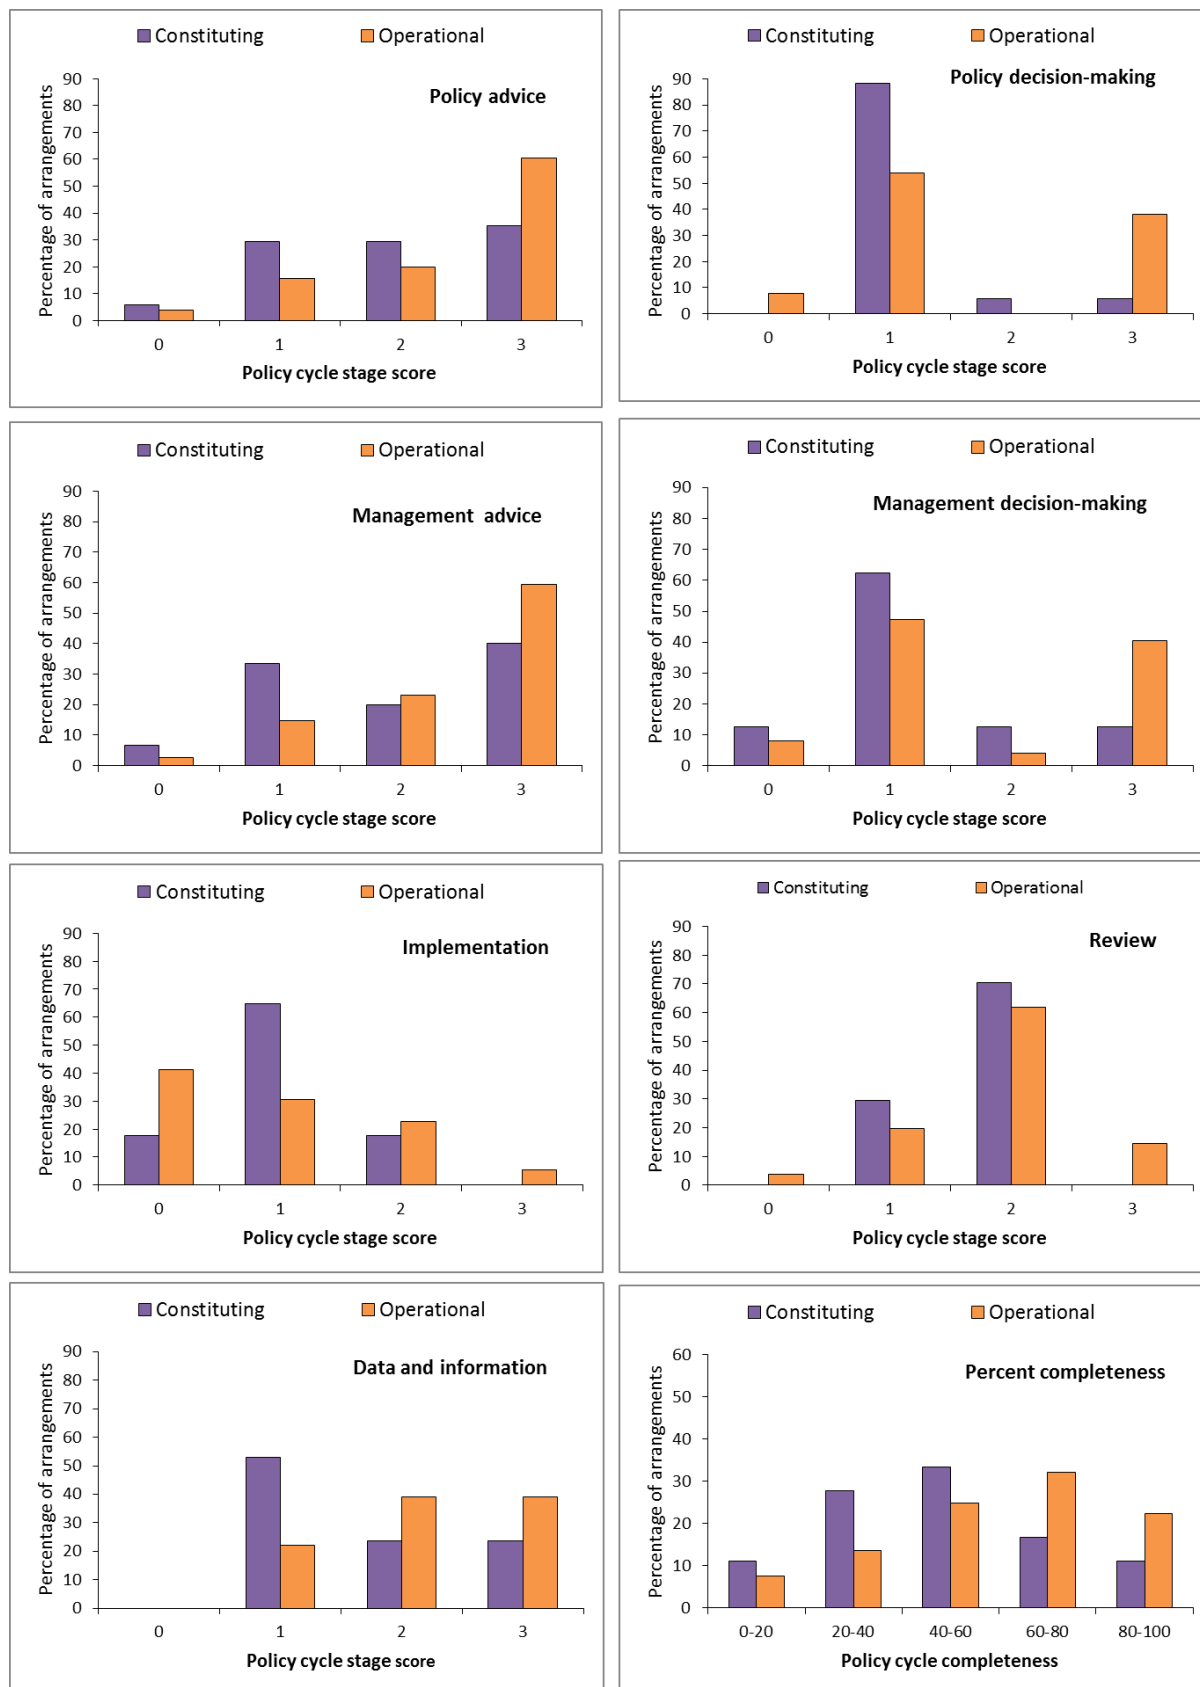 Constituting Operational
Policy advice
Percentage of arrangements
90
80
70
60
50
40
30
20
10
0
0 1 2 3
Policy cycle stage score
Constituting Operational
Policy decision-making
Percentage of arrangements
90
80
70
60
50
40
30
20
10
0
0 1 2 3
Policy cycle stage score
Constituting Operational
Management advice
Percentage of arrangements
90
80
70
60
50
40
30
20
10
0
0 1 2 3
Policy cycle stage score
Constituting Operational
Management decision-making
Percentage of arrangements
90
80
70
60
50
40
30
20
10
0
0 1 2 3
Policy cycle stage score
Constituting Operational
Implementation
Percentage of arrangements
90
80
70
60
50
40
30
20
10
0
0 1 2 3
Policy cycle stage score
Constituting Operational
Review
Percentage of arrangements
90
80
70
60
50
40
30
20
10
0
0 1 2 3
Policy cycle stage score
Constituting Operational
Data and information
Percentage of arrangements
90
80
70
60
50
40
30
20
10
0
0 1 2 3
Policy cycle stage score
Constituting Operational
Percent completeness
Percentage of arrangements
60
50
40
30
20
10
0
0-20 20-40 40-60 60-80 80-100
Policy cycle completeness